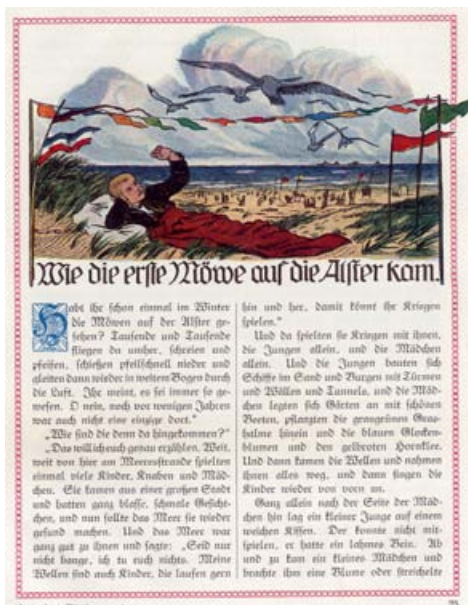 Wie die erste Möwe auf die Alster kam.
Habt ihr schon einmal im Winter
die Möwen auf der Alster ge-
sehen? Tausende und Tausende
fliegen da umher, schreien und
pfeifen, schießen pfeilschnell nieder und
gleiten dann wieder in weitem Bogen durch
die Luft. Ihr meint, es sei immer so ge-
wesen. O nein, noch vor wenigen Jahren
war auch nicht eine einzige dort."
„Wie sind die denn da hingekommen?"
„Das will ich euch genau erzählen. Weit,
weit von hier am Meeresstrande spielten
einmal viele Kinder, Knaben und Mäd-
chen. Sie kamen aus einer großen Stadt
und hatten ganz blasse, schmale Gesicht-
chen, und nun sollte das Meer sie wieder
gesund machen. Und das Meer war
ganz gut zu ihnen und sagte: „Seid nur
nicht bange, ich tu euch nichts. Meine
Wellen sind auch Kinder, die laufen gern
hin und her, damit könnt ihr Kriegen
spielen."
Und da spielten sie Kriegen mit ihnen,
die Jungen allein, und die Mädchen
allein. Und die Jungen bauten sich
Schiffe im Sand und Burgen mit Türmen
und Wällen und Tunnels, und die Mäd-
chen legten sich Gärten an mit schönen
Beeten, pflanzten die graugrünen Gras-
halme hinein und die blauen Glocken-
blumen und den gelbroten Hornklee.
Und dann kamen die Wellen und nahmen
ihnen alles weg, und dann fingen die
Kinder wieder von vorn an.
Ganz allein nach der Seite der Mäd-
chen hin lag ein kleiner Junge auf einem
weichen Kissen. Der konnte nicht mit-
spielen, er hatte ein lahmes Bein. Ab
und zu kam ein kleines Mädchen und
brachte ihm eine Blume oder streichelte